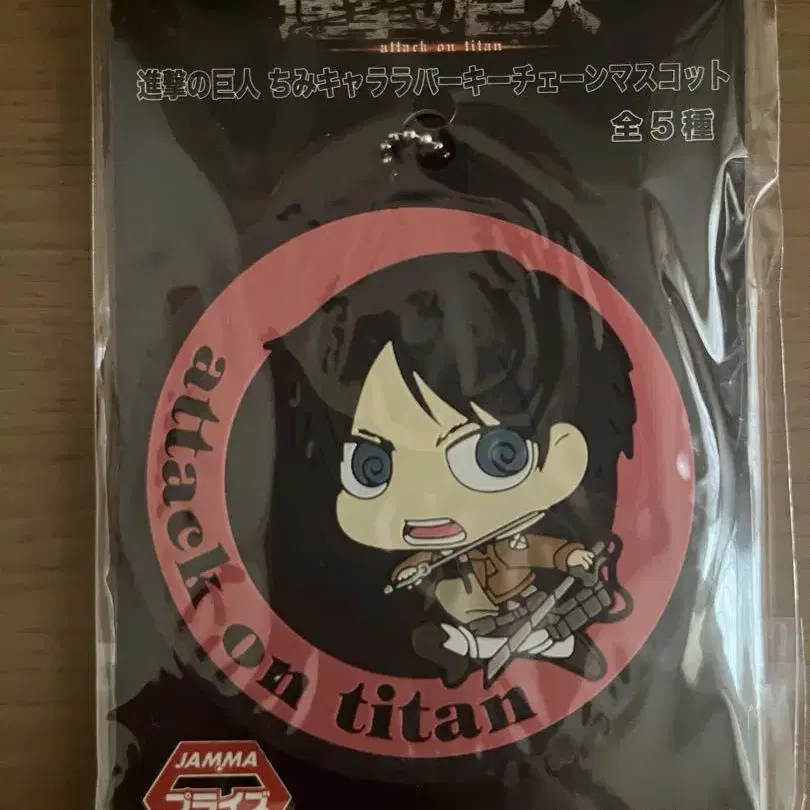 進撃の巨人
attack on titan
進撃の巨人 ちみキャララバーキーチェーンマスコット
全5種
attack on titan
JAMMA
プライズ